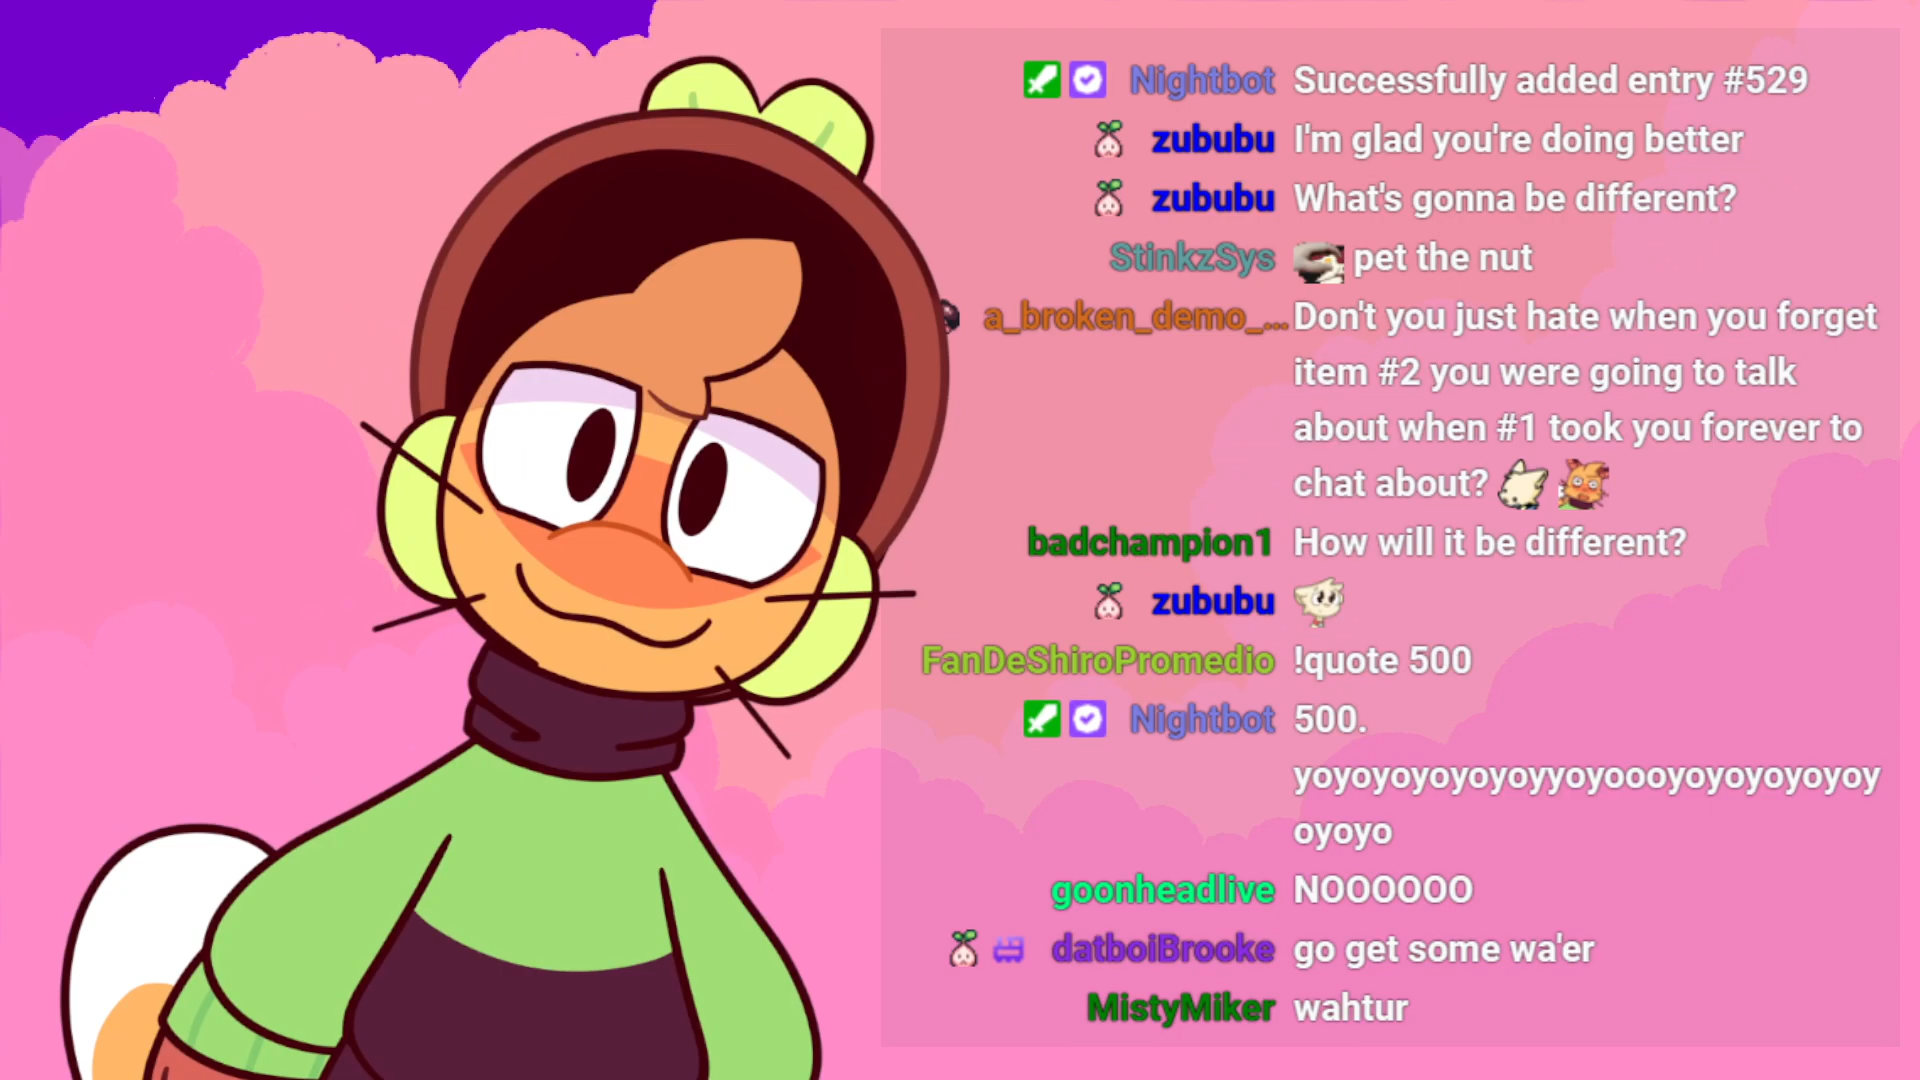 Nightbot Successfully added entry #529
zububu I'm glad you're doing better
zububu What's gonna be different?
StinkzSys pet the nut
a_broken_demo_... Don't you just hate when you forget
item #2 you were going to talk
about when #1 took you forever to
chat about?
badchampion1 How will it be different?
zububu
FanDeShiroPromedio !quote 500
Nightbot 500.
yoyoyoyoyoyoyyoyoooyoyoyoyoyoy
oyoyo
goonheadlive NOOOOOO
datboiBrooke go get some wa'er
MistyMiker wahtur